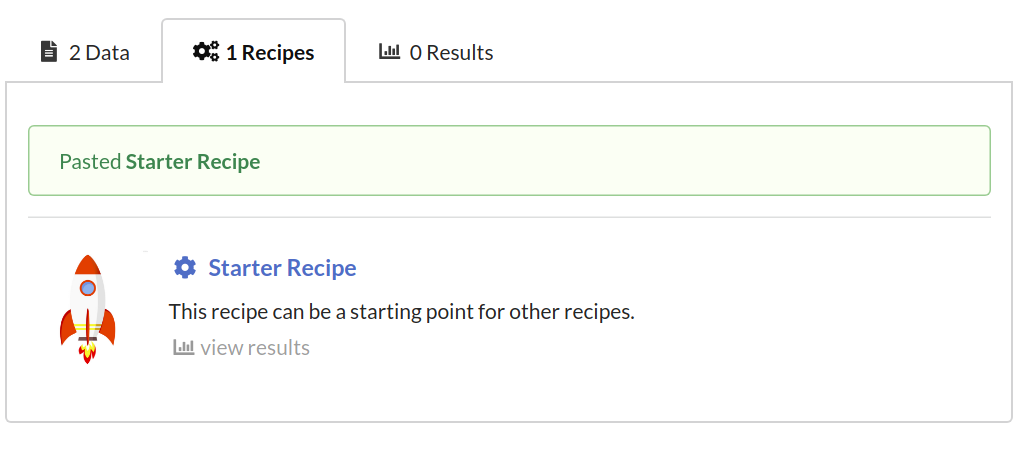 2 Data 1 Recipes 0 Results
Pasted Starter Recipe
Starter Recipe
This recipe can be a starting point for other recipes.
view results